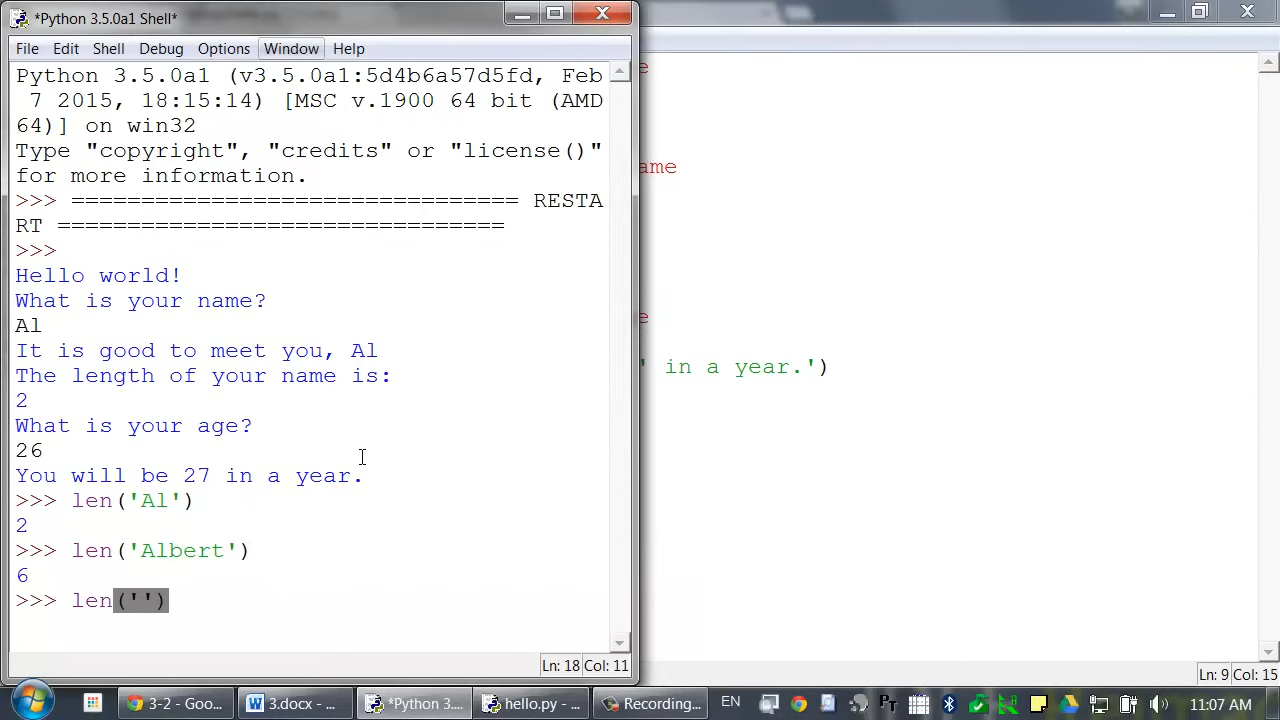 *Python 3.5.0a1 Shell*
File Edit Shell Debug Options Window Help
Python 3.5.0a1 (v3.5.0a1:5d4b6a57d5fd, Feb
7 2015, 18:15:14) [MSC v.1900 64 bit (AMD
64)] on win32
Type "copyright", "credits" or "license()"
for more information.
>>> ================================ RESTA
RT ================================
>>>
Hello world!
What is your name?
Al
It is good to meet you, Al
The length of your name is:
2
What is your age?
26
You will be 27 in a year.
>>> len('Al')
2
>>> len('Albert')
6
>>> len('')
Ln: 18 Col: 11
e
ame
e
' in a year.')
Ln: 9 Col: 15
3-2 - Goo... 3.docx - ... *Python 3.... hello.py - ... Recording... EN 11:07 AM